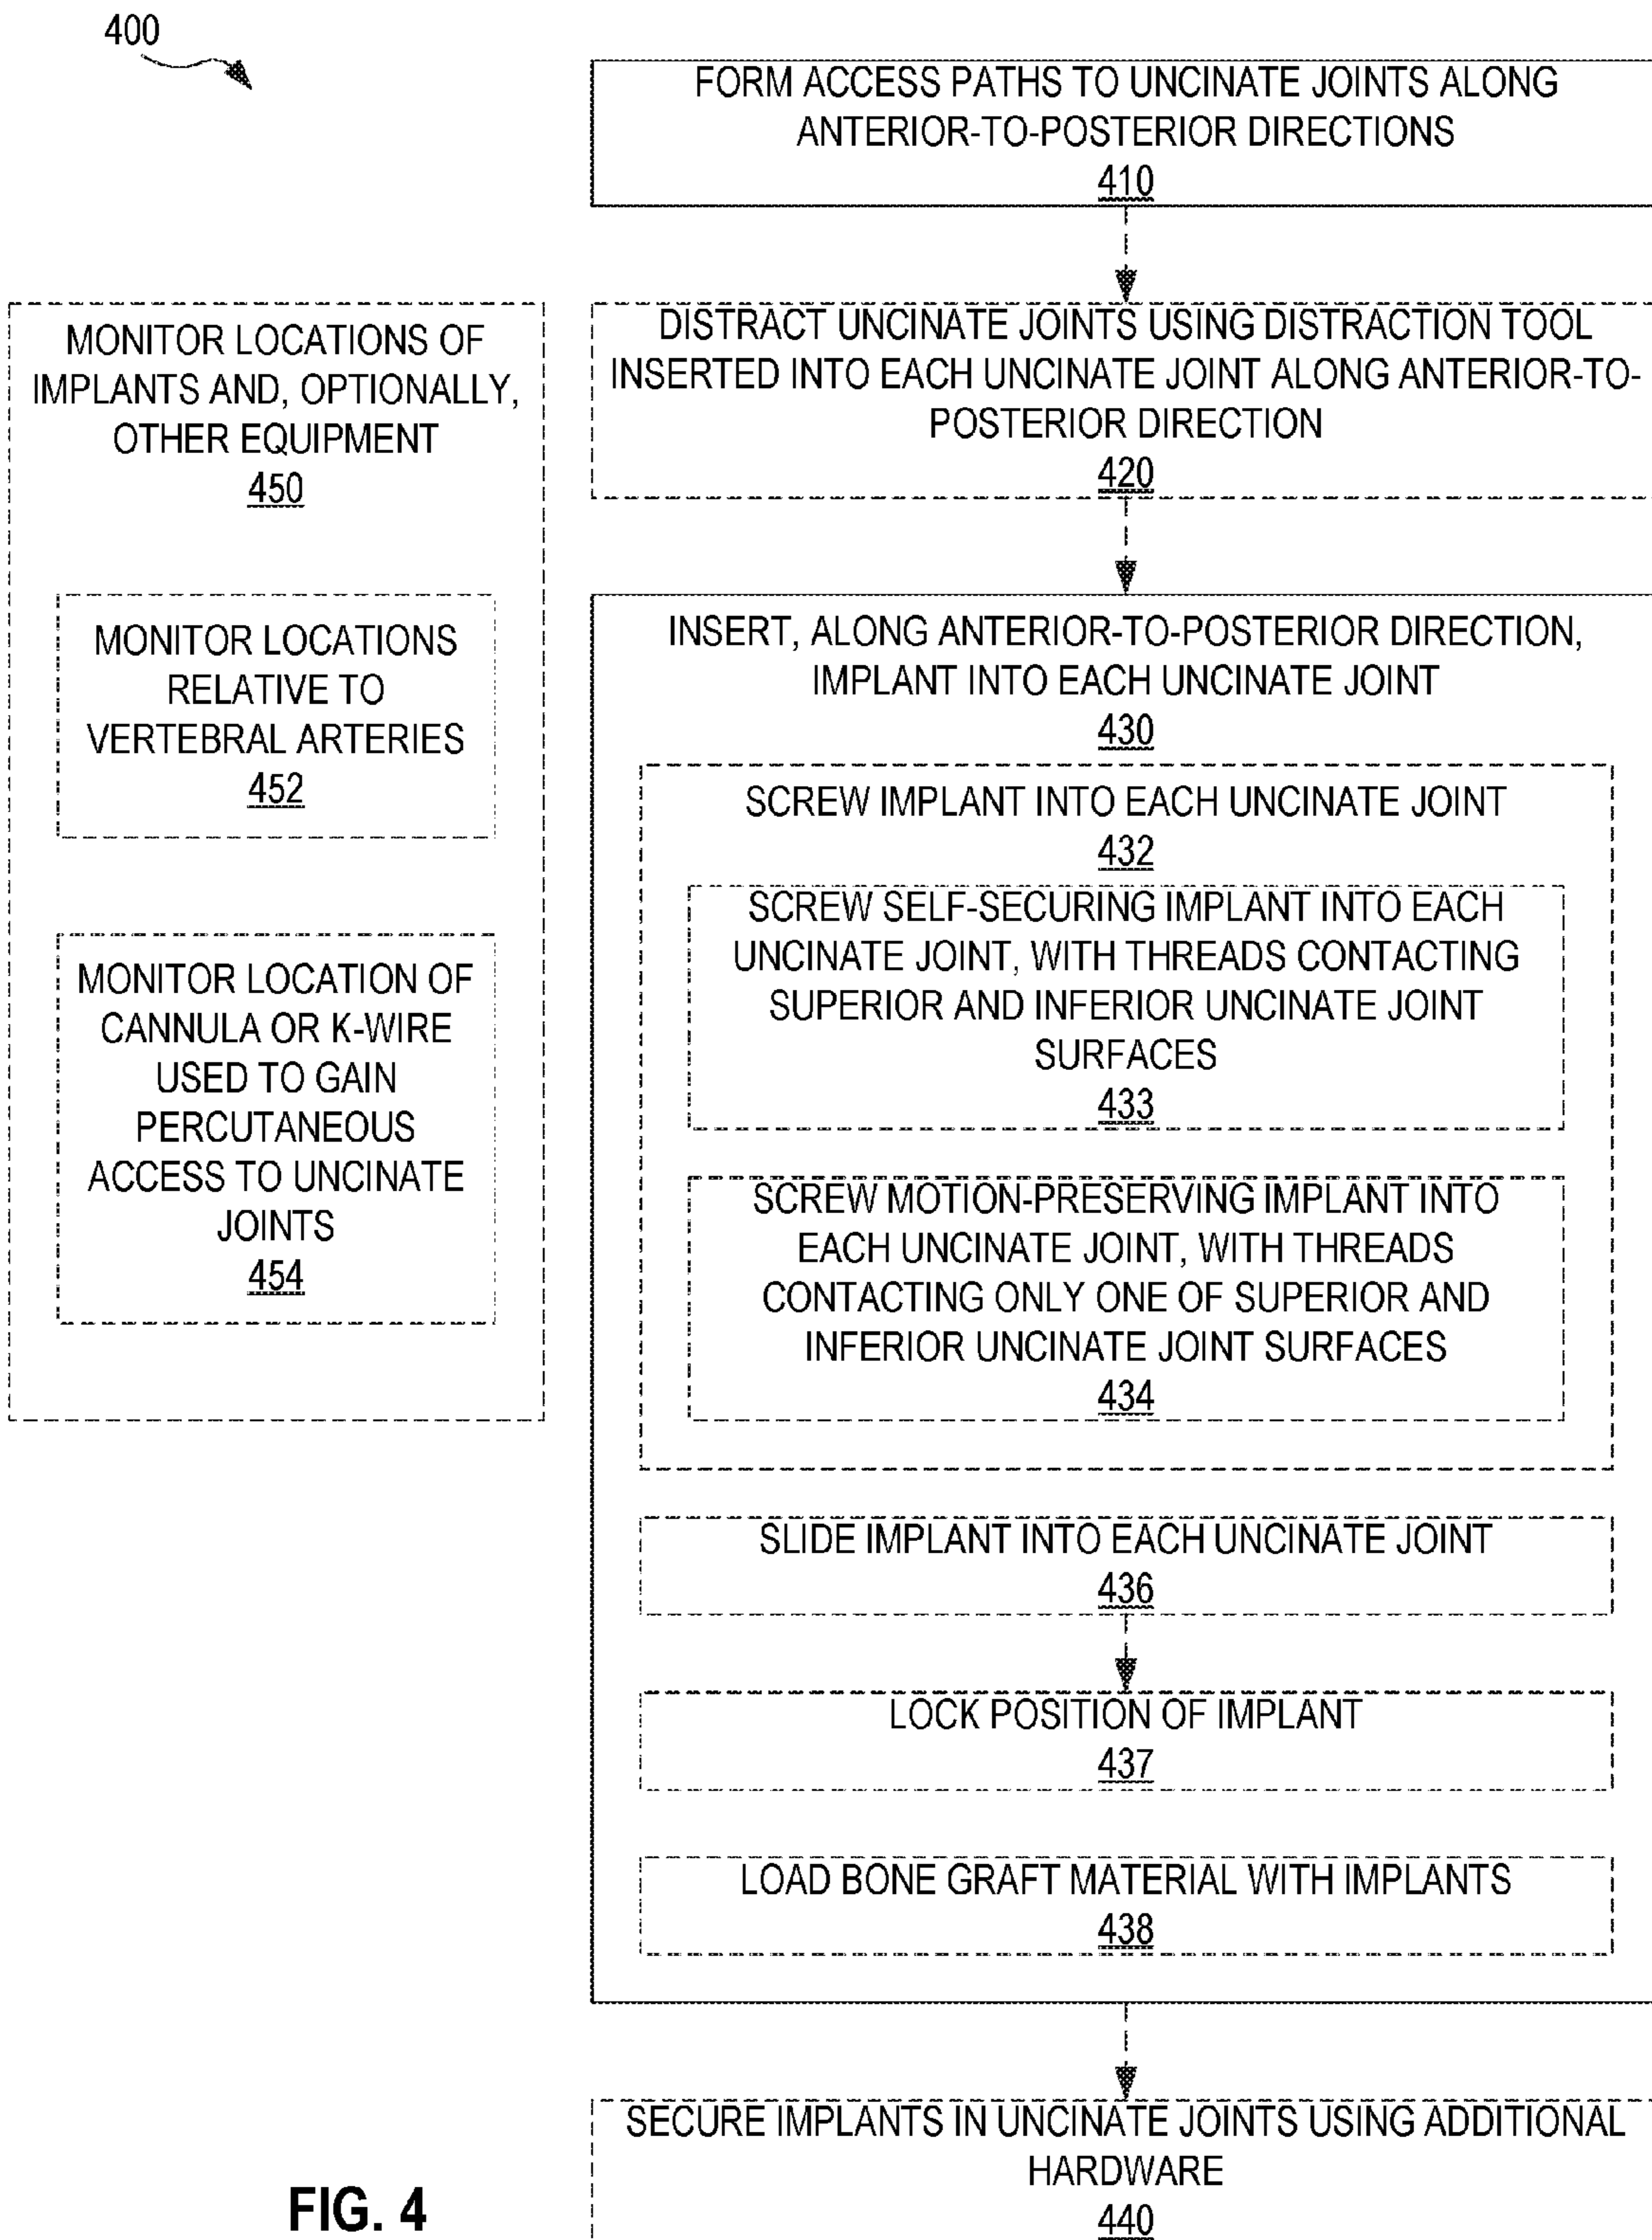 400
FORM ACCESS PATHS TO UNCINATE JOINTS ALONG
ANTERIOR-TO-POSTERIOR DIRECTIONS
410
DISTRACT UNCINATE JOINTS USING DISTRACTION TOOL
INSERTED INTO EACH UNCINATE JOINT ALONG ANTERIOR-TO-
POSTERIOR DIRECTION
420
INSERT, ALONG ANTERIOR-TO-POSTERIOR DIRECTION,
IMPLANT INTO EACH UNCINATE JOINT
430
SCREW IMPLANT INTO EACH UNCINATE JOINT
432
SCREW SELF-SECURING IMPLANT INTO EACH
UNCINATE JOINT, WITH THREADS CONTACTING
SUPERIOR AND INFERIOR UNCINATE JOINT
SURFACES
433
SCREW MOTION-PRESERVING IMPLANT INTO
EACH UNCINATE JOINT, WITH THREADS
CONTACTING ONLY ONE OF SUPERIOR AND
INFERIOR UNCINATE JOINT SURFACES
434
SLIDE IMPLANT INTO EACH UNCINATE JOINT
436
LOCK POSITION OF IMPLANT
437
LOAD BONE GRAFT MATERIAL WITH IMPLANTS
438
SECURE IMPLANTS IN UNCINATE JOINTS USING ADDITIONAL
HARDWARE
440
MONITOR LOCATIONS OF
IMPLANTS AND, OPTIONALLY,
OTHER EQUIPMENT
450
MONITOR LOCATIONS
RELATIVE TO
VERTEBRAL ARTERIES
452
MONITOR LOCATION OF
CANNULA OR K-WIRE
USED TO GAIN
PERCUTANEOUS
ACCESS TO UNCINATE
JOINTS
454
FIG. 4